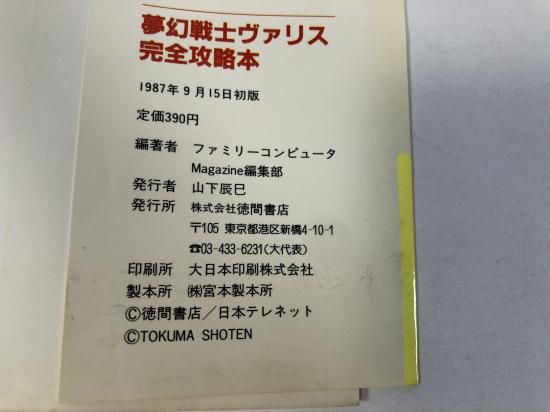 夢幻戦士ヴァリス
完全攻略本
1987年9月15日初版
定価390円
編著者 ファミリーコンピュータ
Magazine編集部
発行者 山下辰巳
発行所 株式会社徳間書店
〒105 東京都港区新橋4-10-1
☎03-433-6231(大代表)
印刷所 大日本印刷株式会社
製本所 ㈱宮本製本所
Ⓒ徳間書店／日本テレネット
ⒸTOKUMA SHOTEN